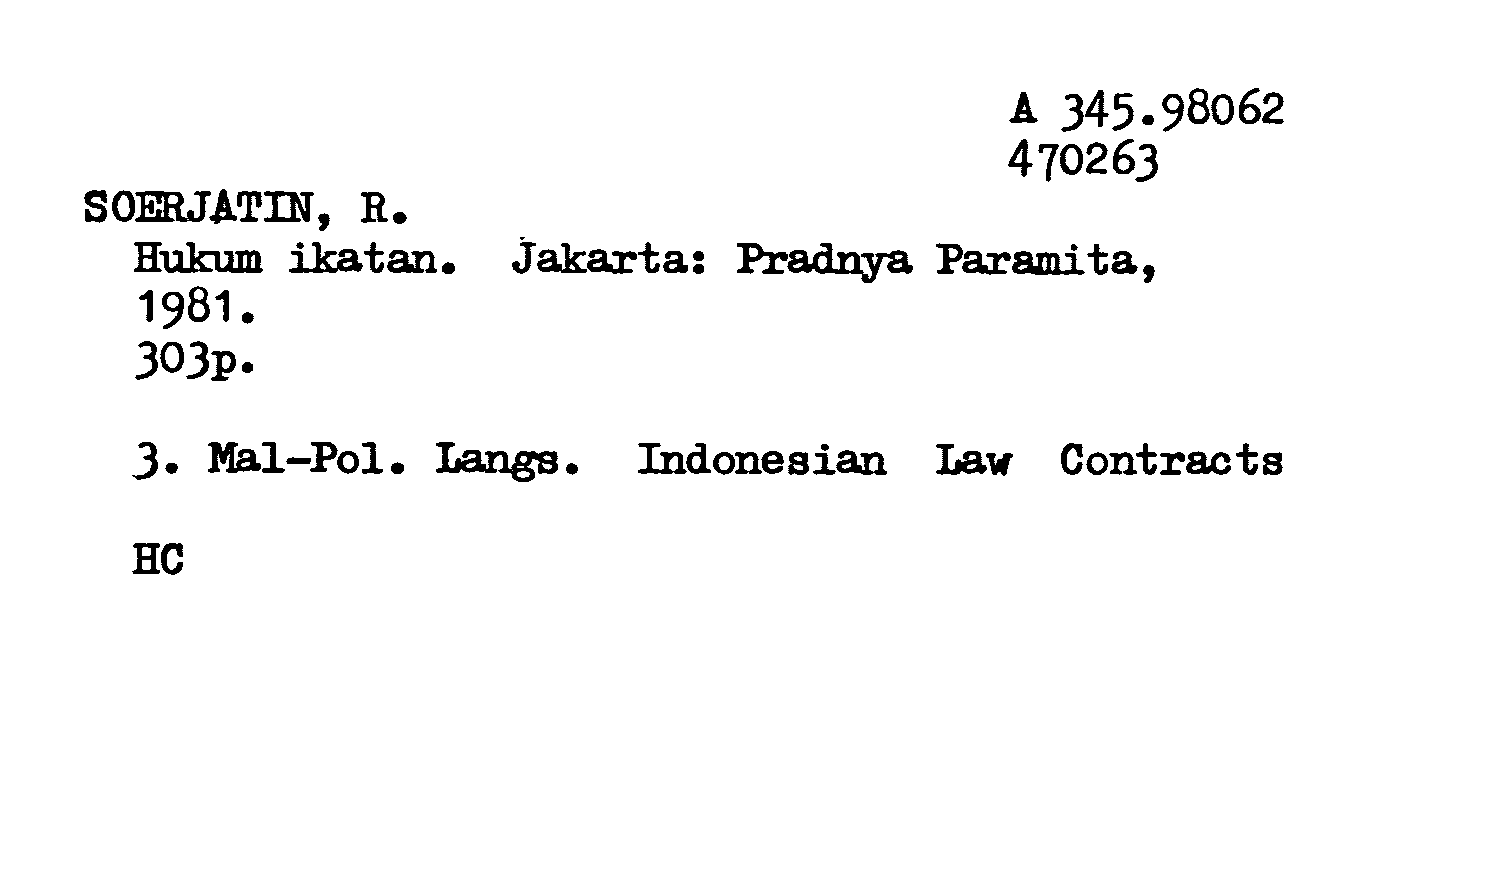 A 345.98062
470263
SOERJATIN, R.
Hukum ikatan. Jakarta: Pradnya Paramita,
1981.
303p.
3. Mal-Pol. Langs. Indonesian Law Contracts
HC